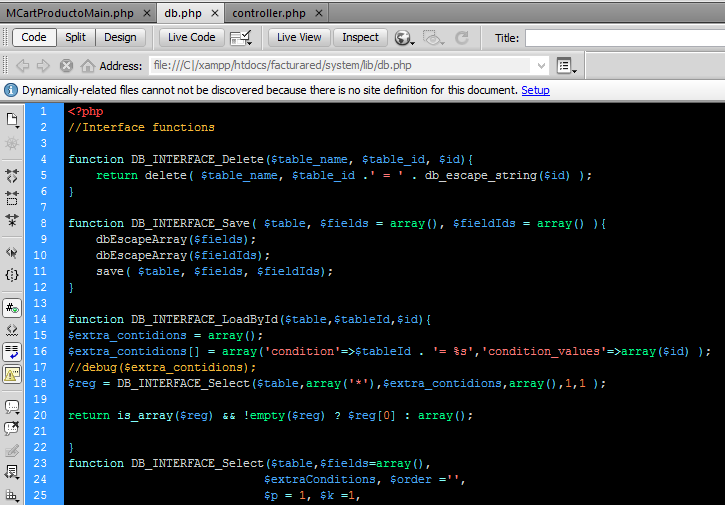 MCartProductoMain.php × db.php × controller.php ×
Code Split Design Live Code Live View Inspect Title:
Address: file:///C|/xampp/htdocs/facturared/system/lib/db.php
Dynamically-related files cannot not be discovered because there is no site definition for this document. Setup
1 <?php
2 //Interface functions
3
4 function DB_INTERFACE_Delete($table_name, $table_id, $id){
5 return delete( $table_name, $table_id .' = ' . db_escape_string($id) );
6 }
7
8 function DB_INTERFACE_Save( $table, $fields = array(), $fieldIds = array() ){
9 dbEscapeArray($fields);
10 dbEscapeArray($fieldIds);
11 save( $table, $fields, $fieldIds);
12 }
13
14 function DB_INTERFACE_LoadById($table,$tableId,$id){
15 $extra_contidions = array();
16 $extra_contidions[] = array('condition'=>$tableId . '= %s','condition_values'=>array($id) );
17 //debug($extra_contidions);
18 $reg = DB_INTERFACE_Select($table,array('*'),$extra_contidions,array(),1,1 );
19
20 return is_array($reg) && !empty($reg) ? $reg[0] : array();
21
22 }
23 function DB_INTERFACE_Select($table,$fields=array(),
24 $extraConditions, $order ='',
25 $p = 1, $k =1,